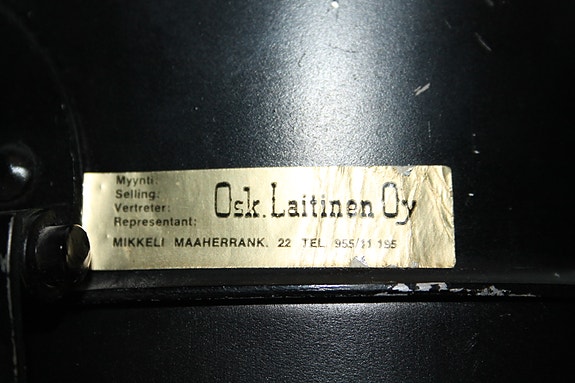 Myynti:
Selling:
Vertreter:
Representant:
Osk. Laitinen Oy
MIKKELI MAAHERRANK. 22 TEL. 955/11 195